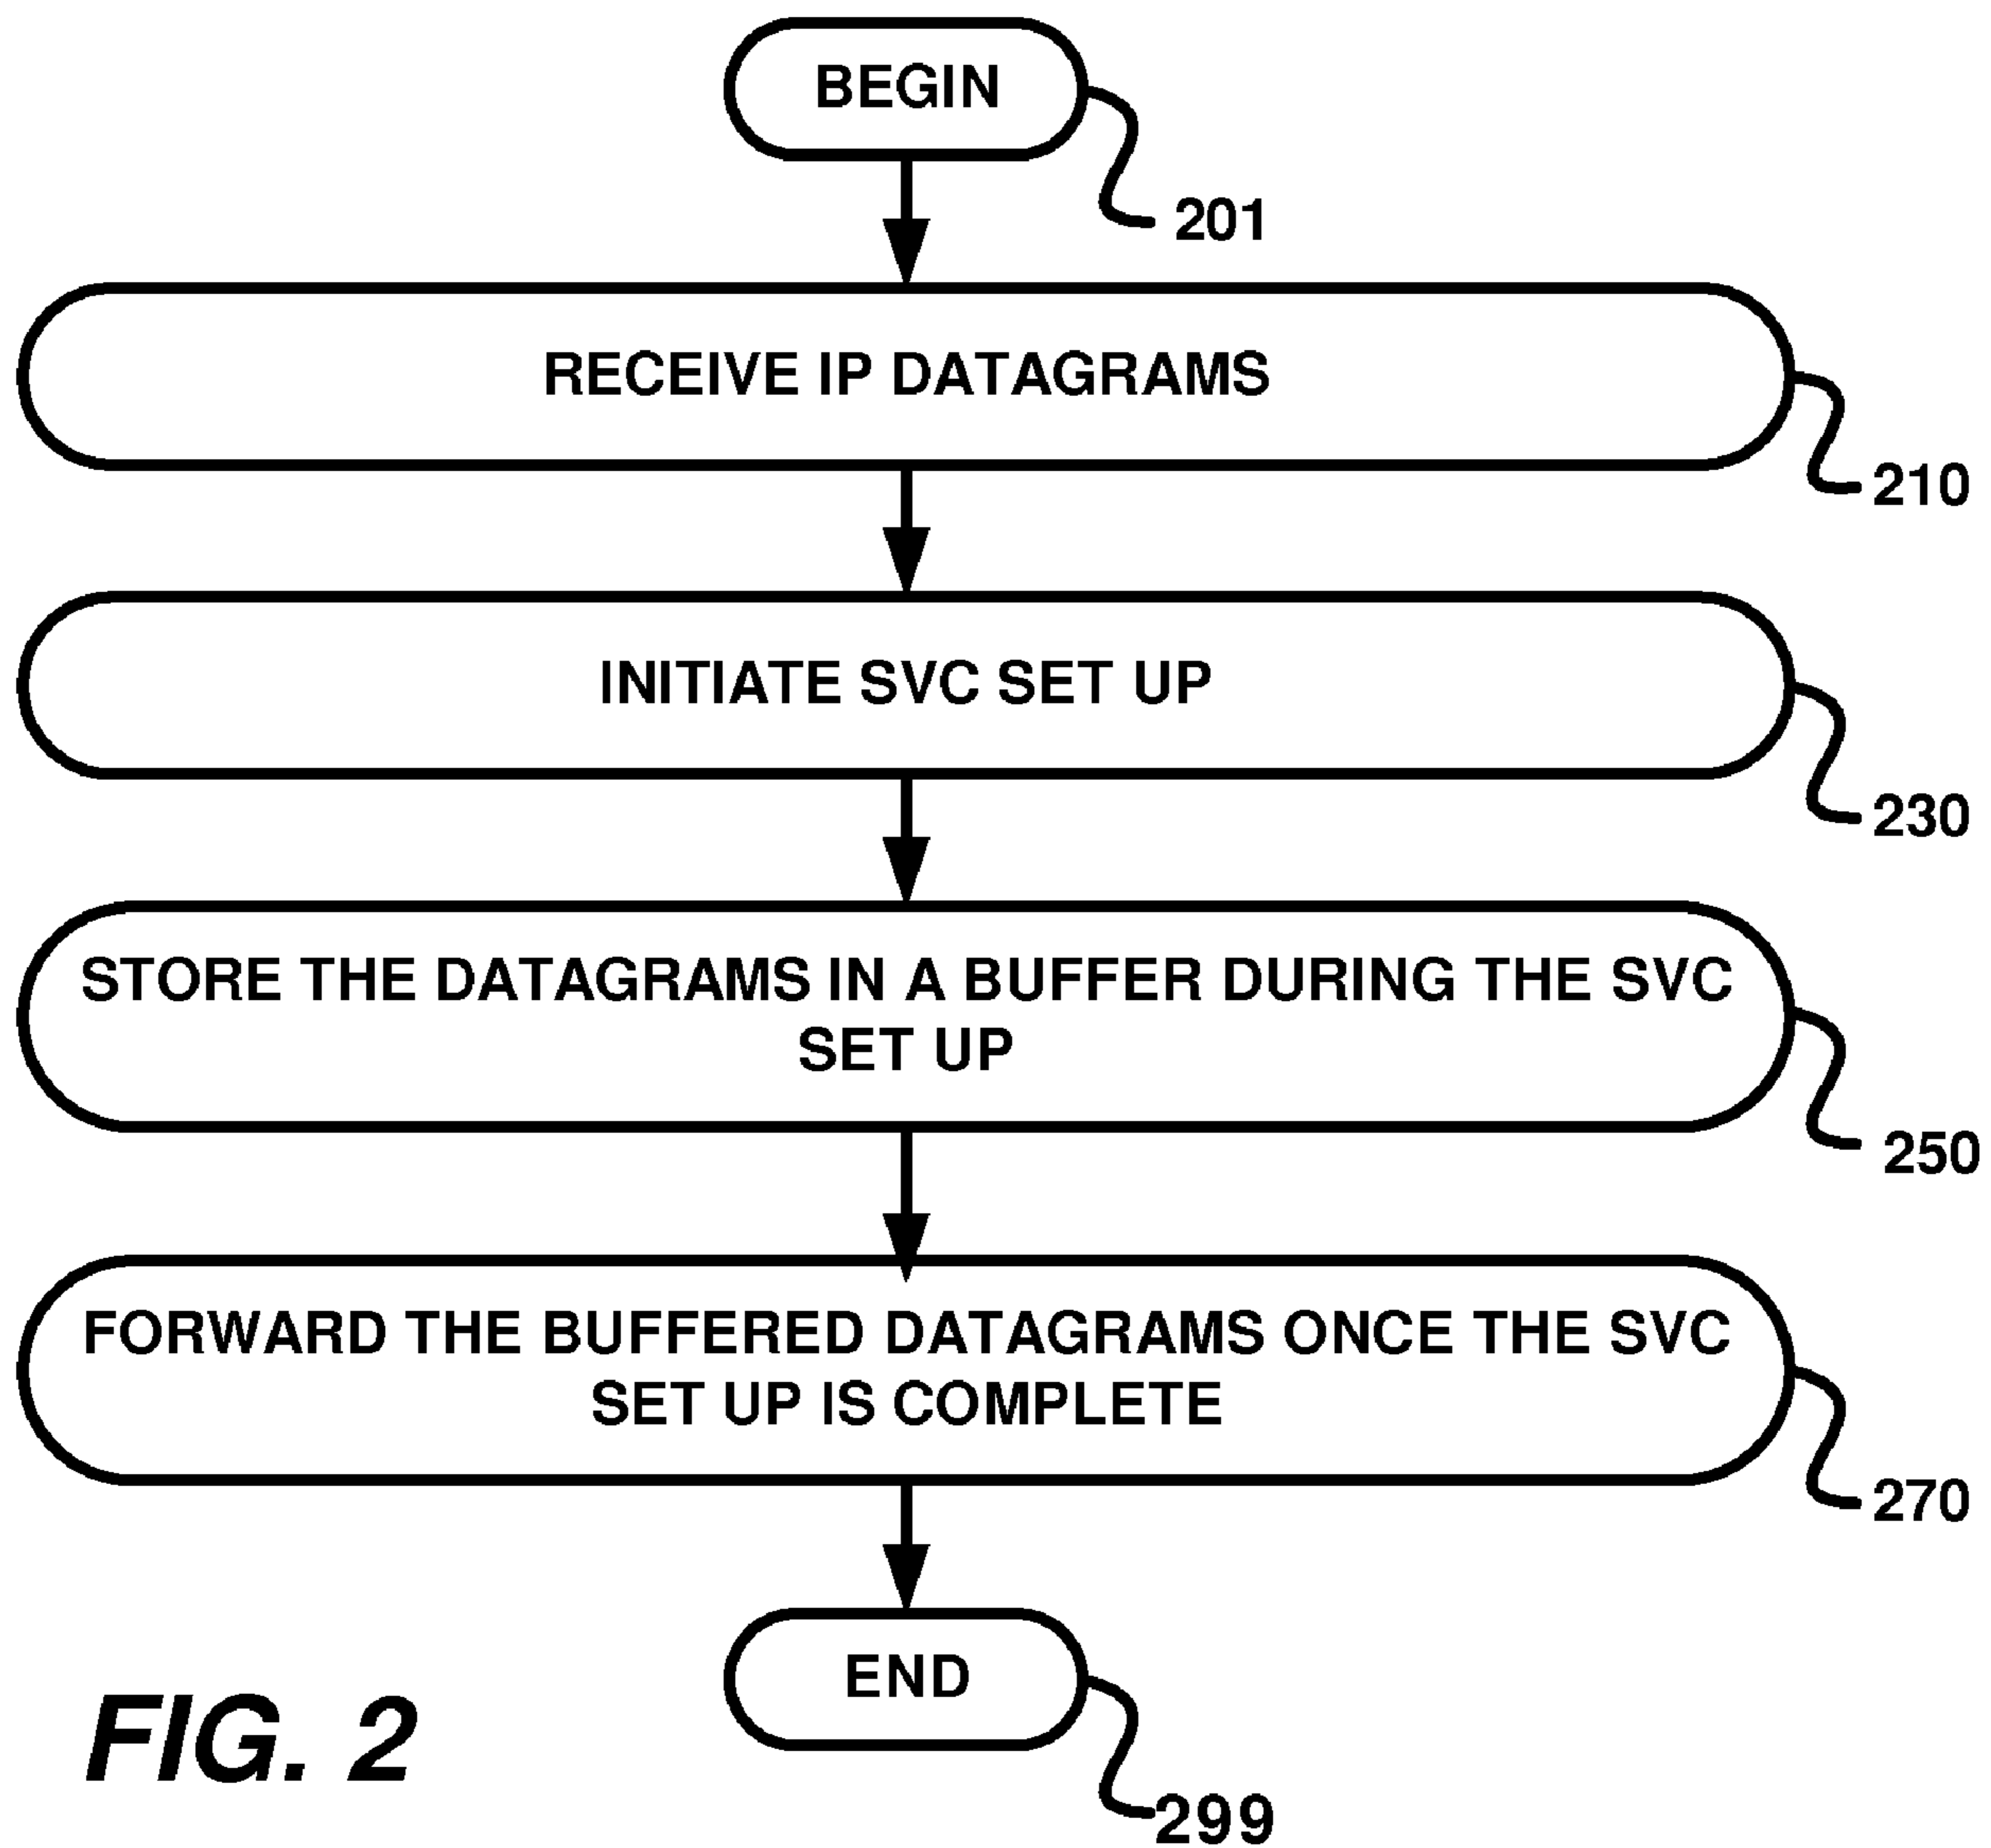 BEGIN
201
RECEIVE IP DATAGRAMS
210
INITIATE SVC SET UP
230
STORE THE DATAGRAMS IN A BUFFER DURING THE SVC
SET UP
250
FORWARD THE BUFFERED DATAGRAMS ONCE THE SVC
SET UP IS COMPLETE
270
END
299
FIG. 2